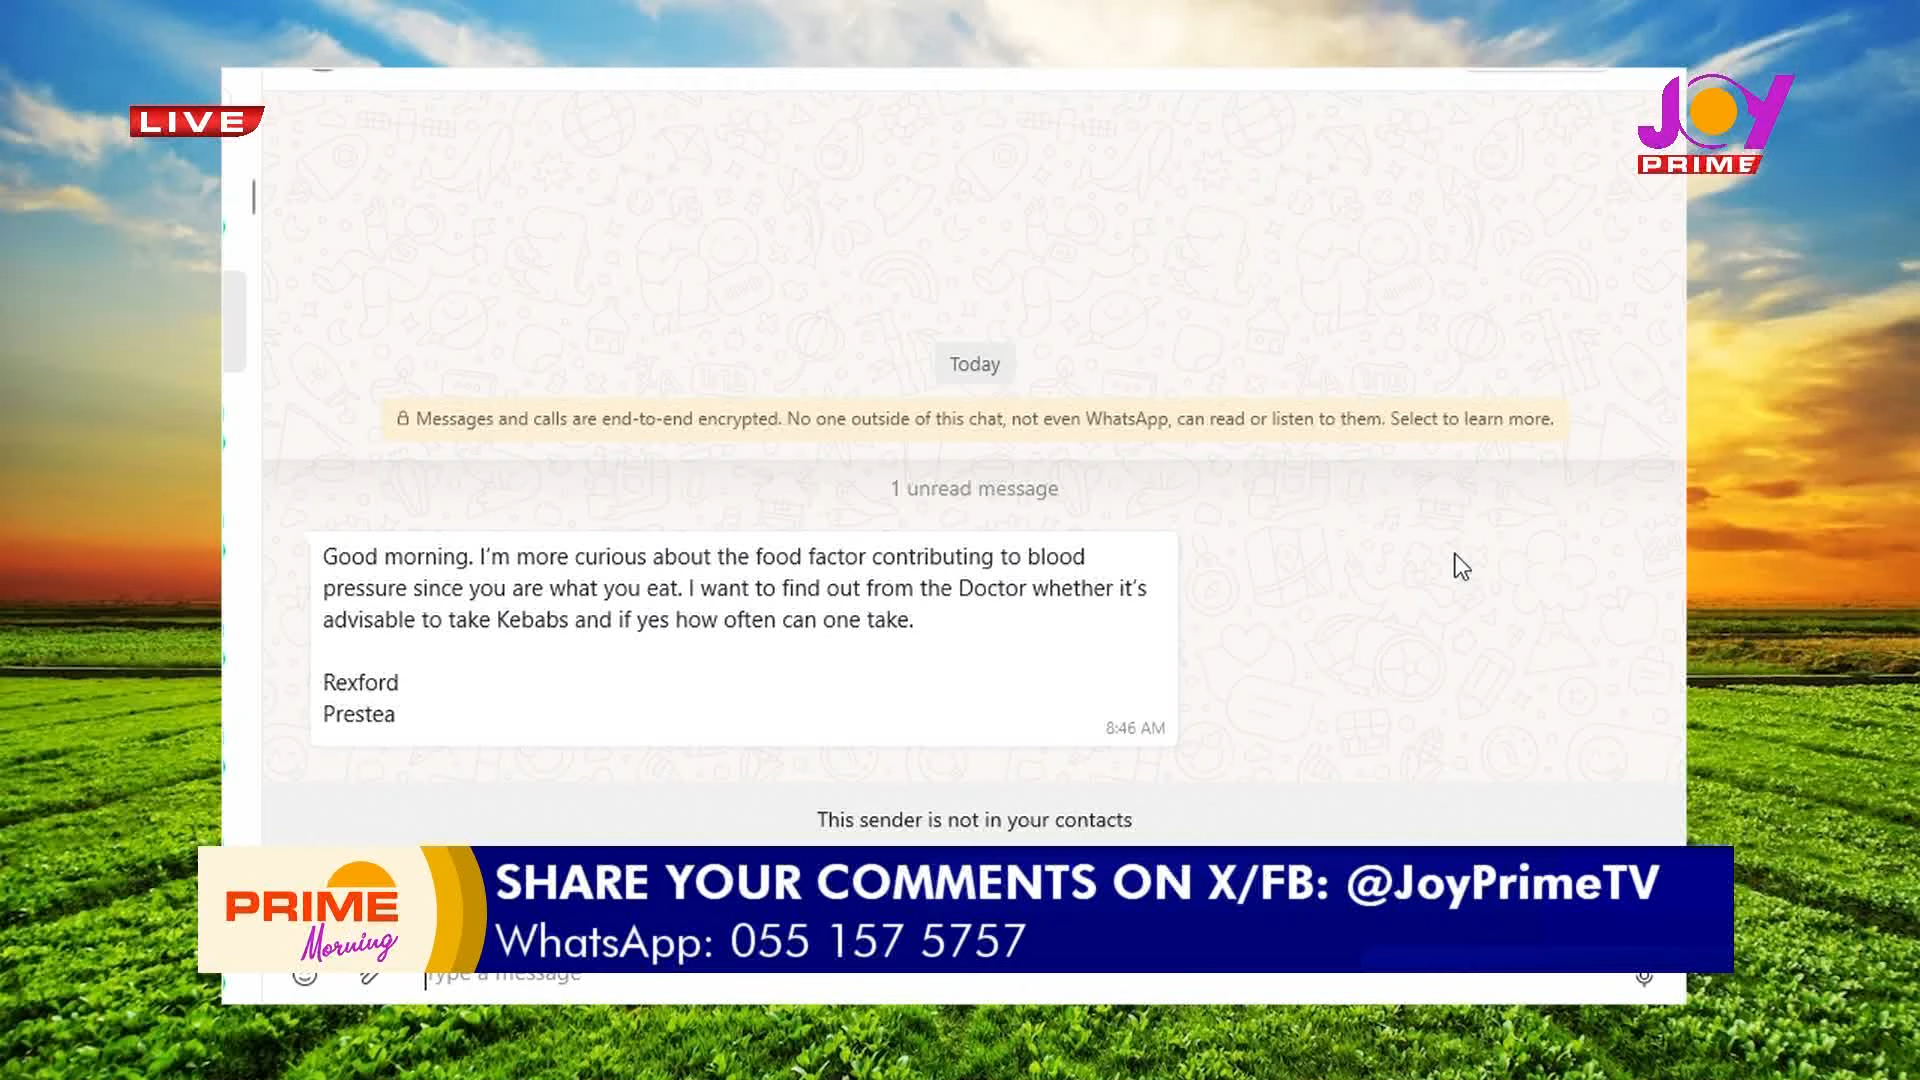 LIVE
JOY
PRIME
Today
Messages and calls are end-to-end encrypted. No one outside of this chat, not even WhatsApp, can read or listen to them. Select to learn more.
1 unread message
Good morning. I’m more curious about the food factor contributing to blood
pressure since you are what you eat. I want to find out from the Doctor whether it’s
advisable to take Kebabs and if yes how often can one take.
Rexford
Prestea
8:46 AM
This sender is not in your contacts
PRIME
Morning
SHARE YOUR COMMENTS ON X/FB: @JoyPrimeTV
WhatsApp: 055 157 5757
Type a message